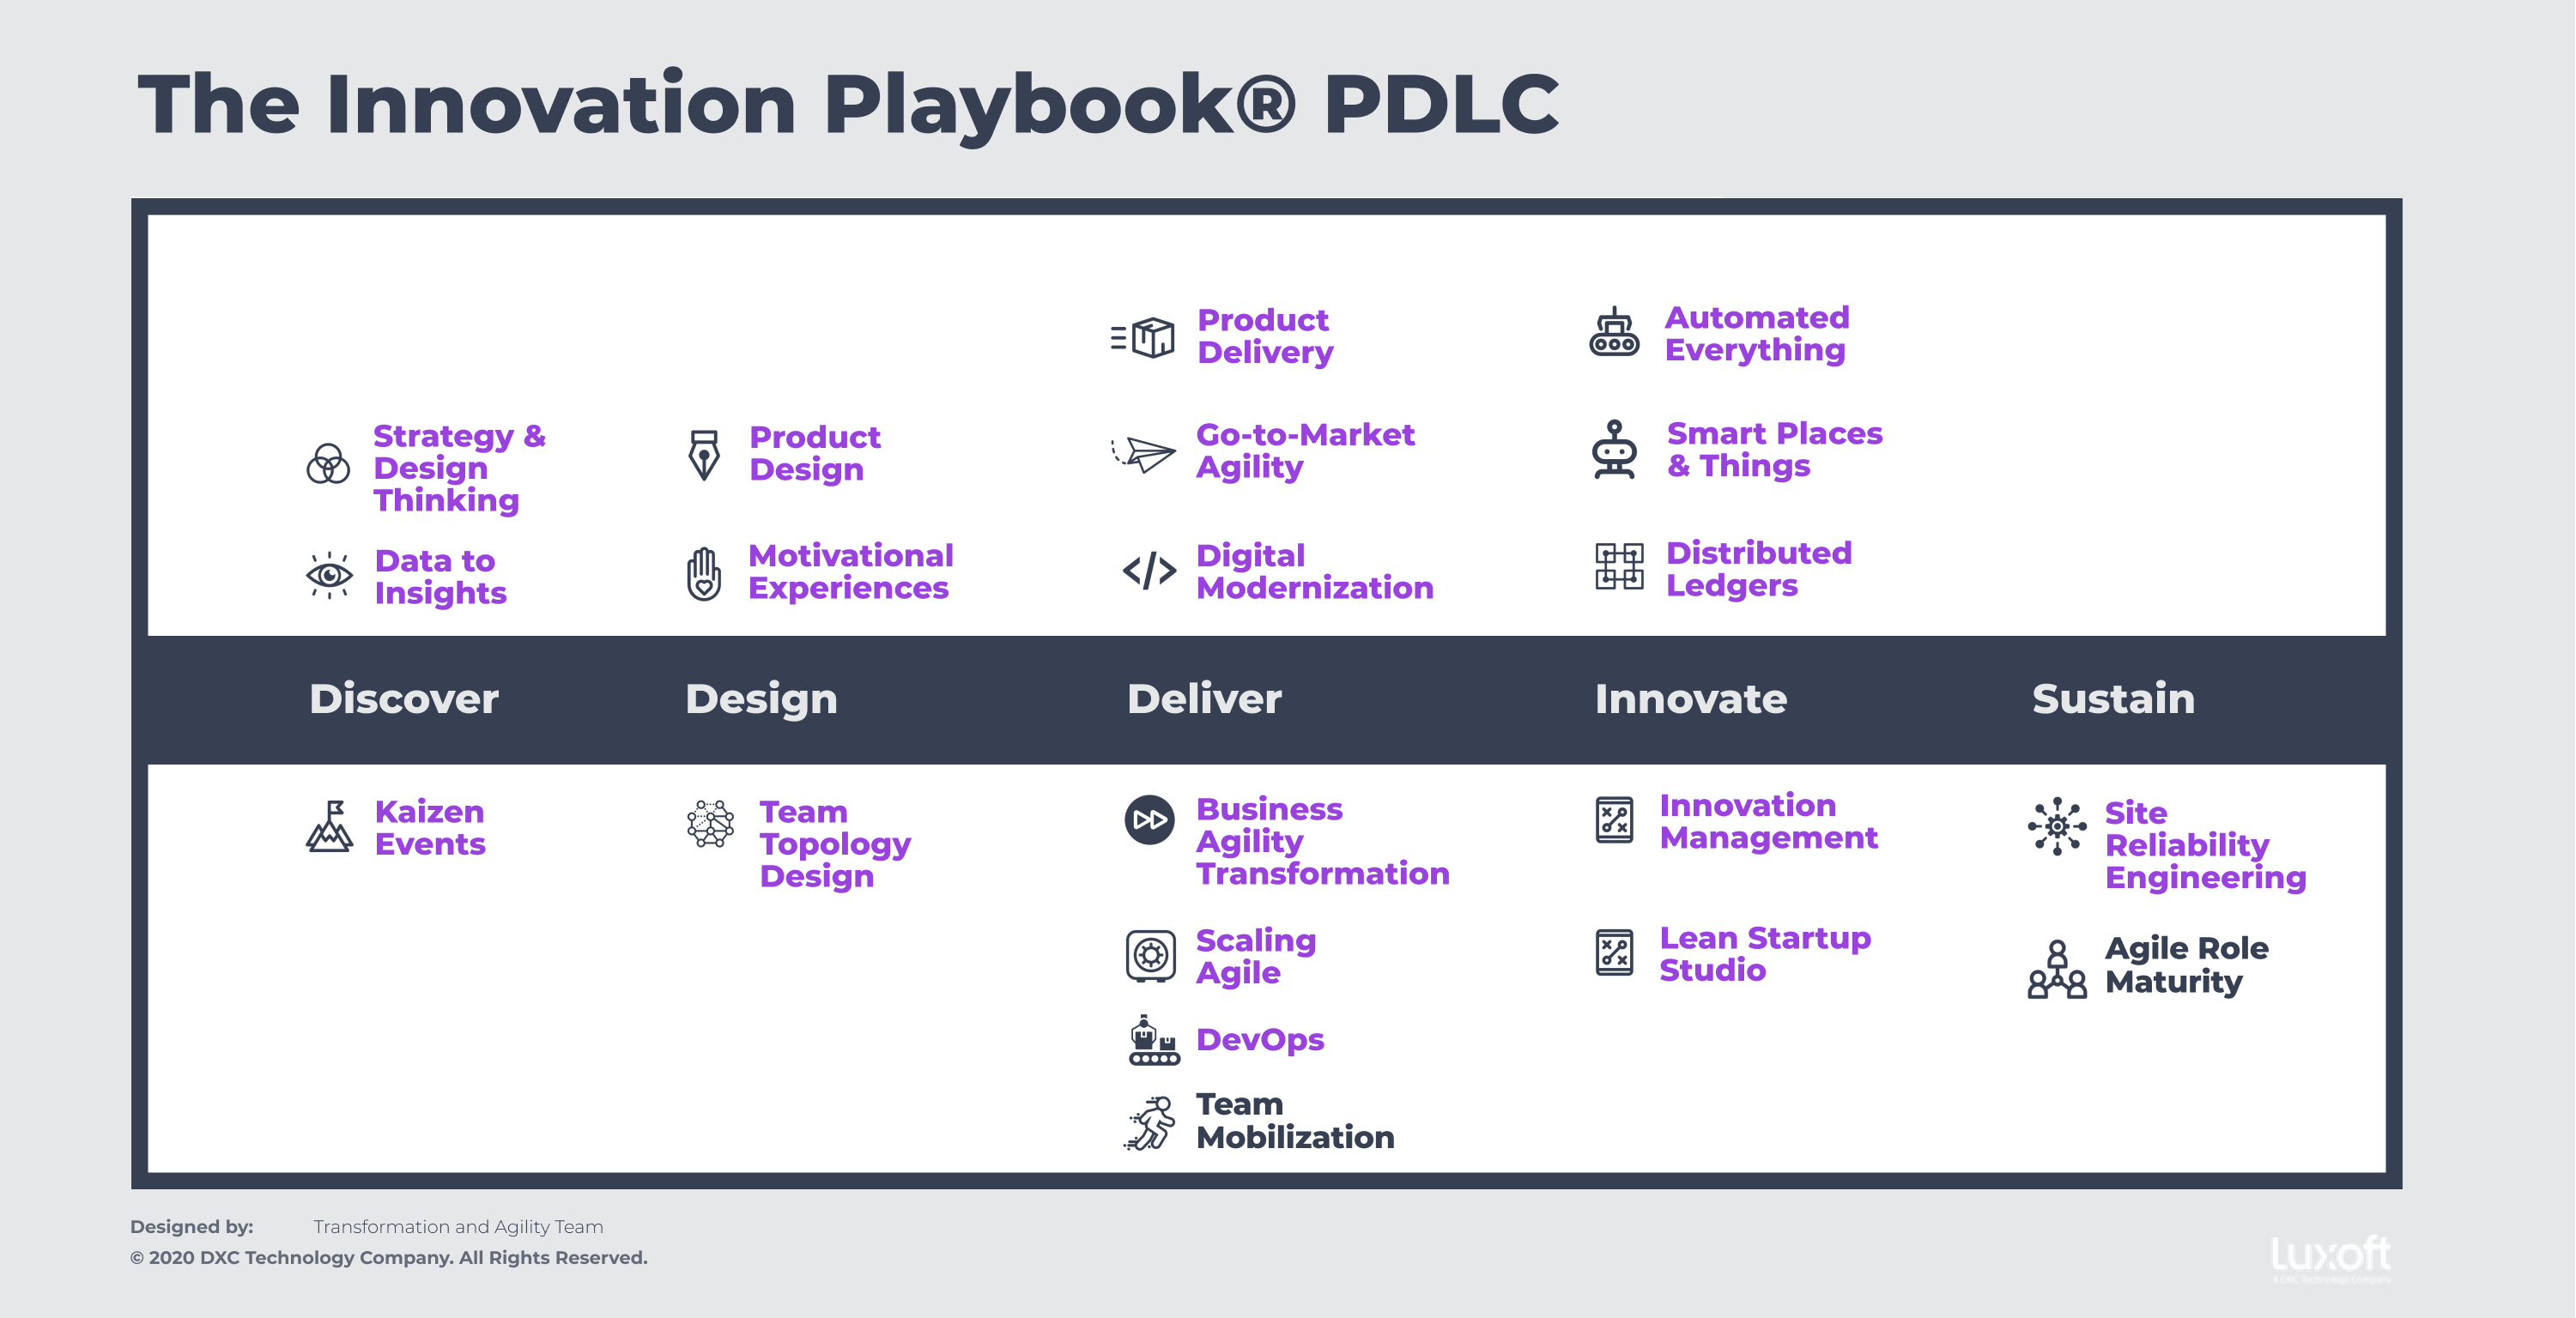 The Innovation Playbook® PDLC
Strategy &
Design
Thinking
Data to
Insights
Product
Design
Motivational
Experiences
Product
Delivery
Go-to-Market
Agility
Digital
Modernization
Automated
Everything
Smart Places
& Things
Distributed
Ledgers
Discover
Design
Deliver
Innovate
Sustain
Kaizen
Events
Team
Topology
Design
Business
Agility
Transformation
Scaling
Agile
DevOps
Team
Mobilization
Innovation
Management
Lean Startup
Studio
Site
Reliability
Engineering
Agile Role
Maturity
Designed by: Transformation and Agility Team
© 2020 DXC Technology Company. All Rights Reserved.
Luxoft
A DXC Technology Company